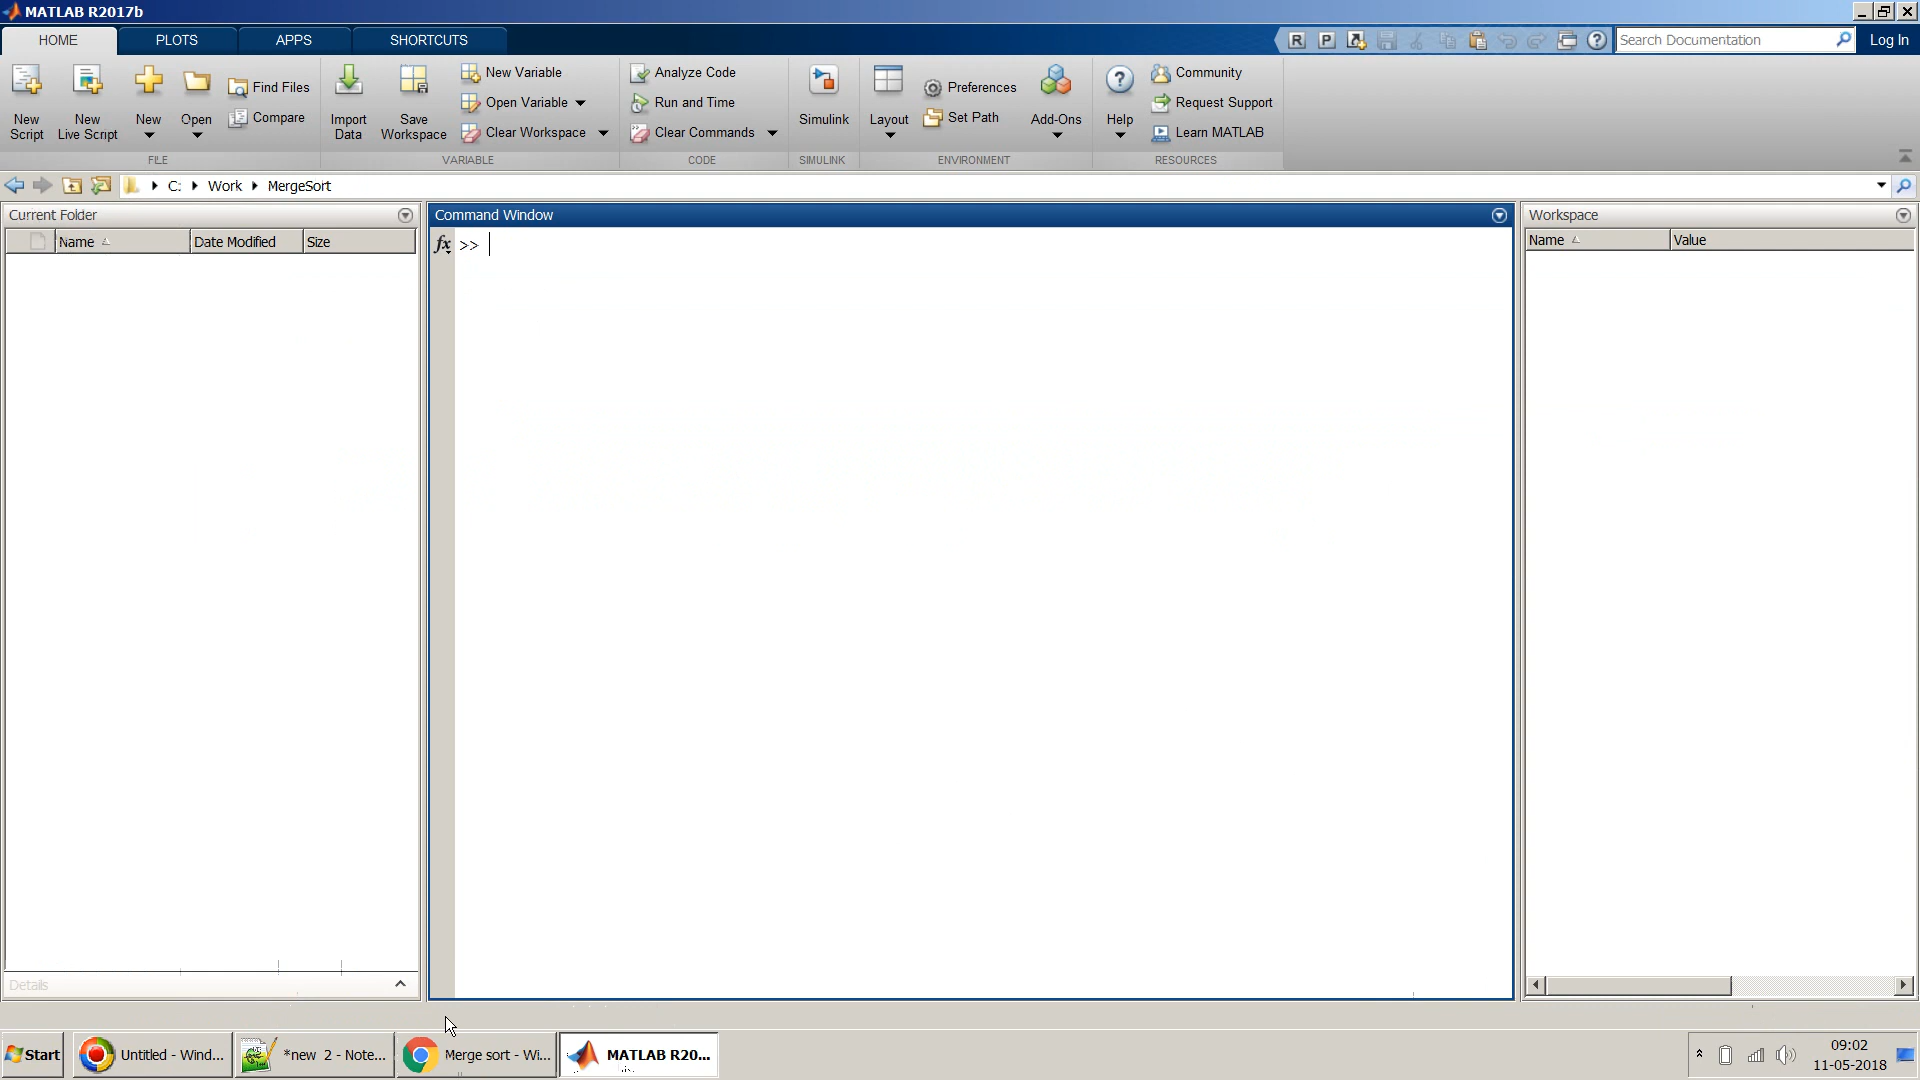 MATLAB R2017b
HOME PLOTS APPS SHORTCUTS
R P Search Documentation Log In
New Script
New Live Script
New
Open
Find Files
Compare
Import Data
Save Workspace
New Variable
Open Variable
Clear Workspace
Analyze Code
Run and Time
Clear Commands
Simulink
Layout
Preferences
Set Path
Add-Ons
Help
Community
Request Support
Learn MATLAB
FILE VARIABLE CODE SIMULINK ENVIRONMENT RESOURCES
C: Work MergeSort
Current Folder
Name Date Modified Size
Details
Command Window
fx >>
Workspace
Name Value
Start Untitled - Wind... *new 2 - Note... Merge sort - Wi... MATLAB R20...
09:02
11-05-2018